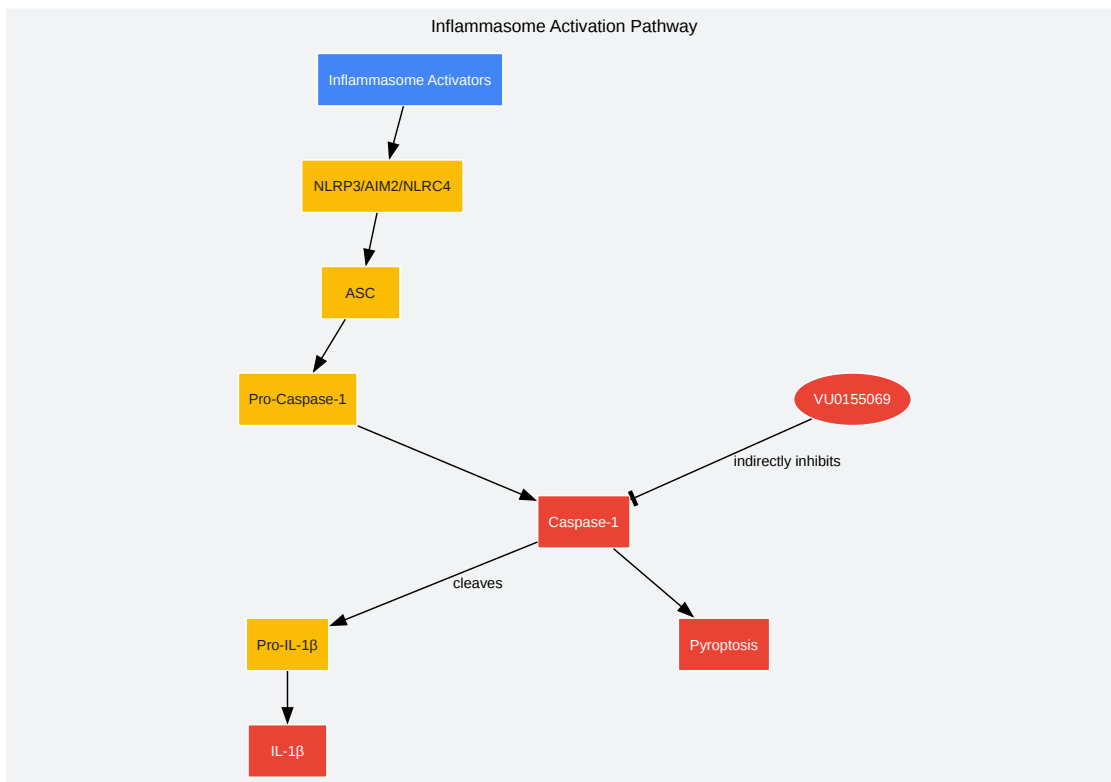 Inflammasome Activation Pathway
Inflammasome Activators
NLRP3/AIM2/NLRC4
ASC
Pro-Caspase-1
VU0155069
indirectly inhibits
Caspase-1
cleaves
Pro-IL-1β
Pyroptosis
IL-1β